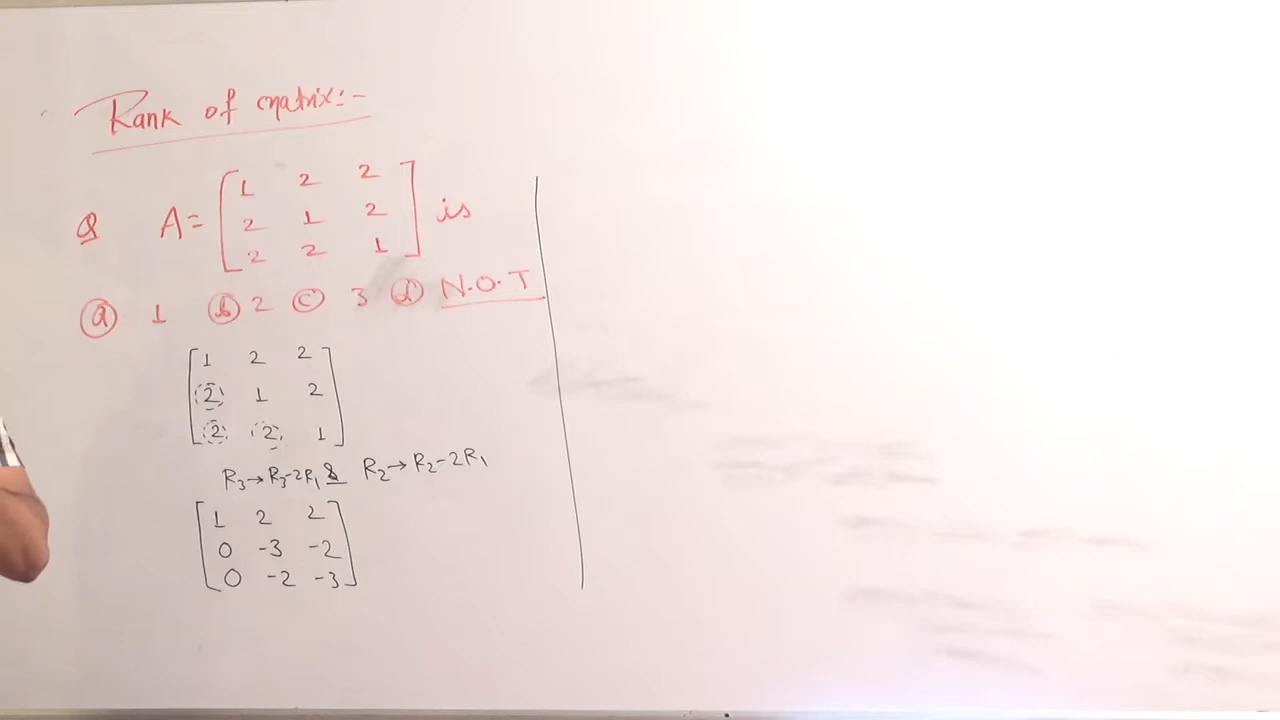 Rank of matrix:-
Q A= [ 1 2 2
2 1 2
2 2 1 ] is
ⓐ 1 ⓑ 2 ⓒ 3 ⓓ N.O.T
[ 1 2 2
2 1 2
2 2 1 ]
R₃→R₃-2R₁ & R₂→R₂-2R₁
[ 1 2 2
0 -3 -2
0 -2 -3 ]